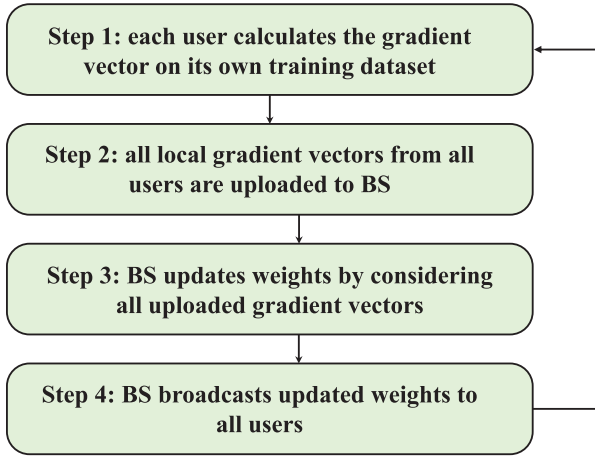 Step 1: each user calculates the gradient
vector on its own training dataset
Step 2: all local gradient vectors from all
users are uploaded to BS
Step 3: BS updates weights by considering
all uploaded gradient vectors
Step 4: BS broadcasts updated weights to
all users